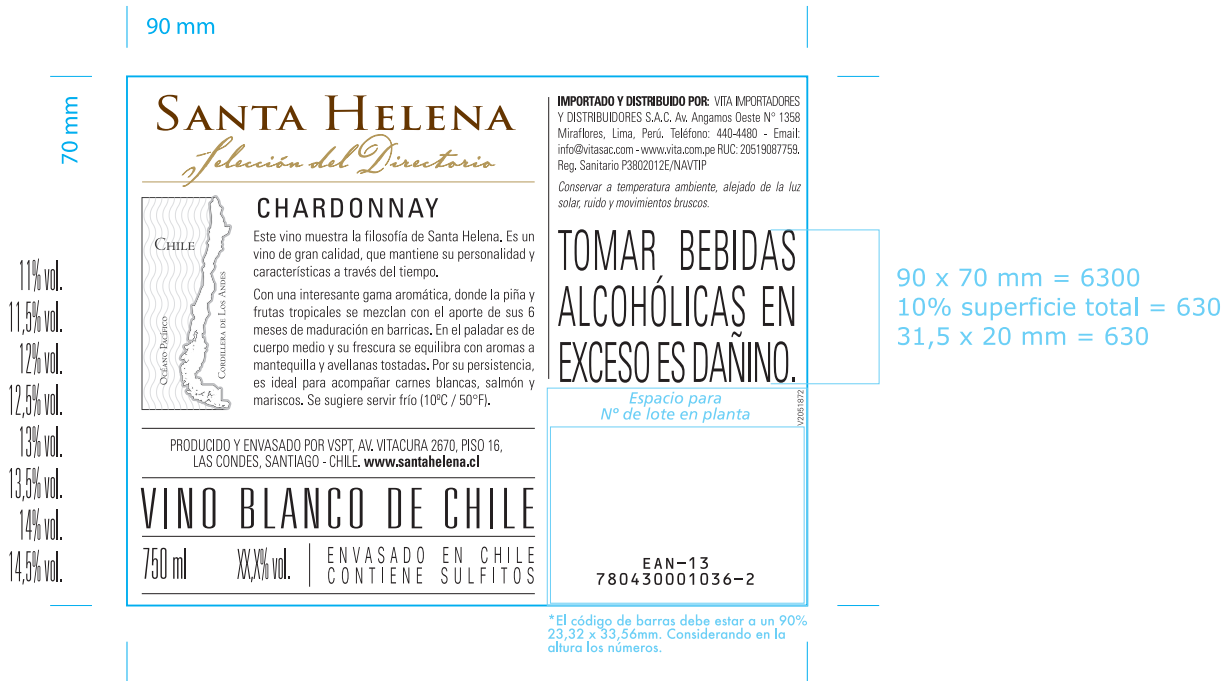 90 mm
70 mm
SANTA HELENA
Selección del Directorio
CHILE
OCÉANO PACÍFICO
CORDILLERA DE LOS ANDES
CHARDONNAY
Este vino muestra la filosofía de Santa Helena. Es un
vino de gran calidad, que mantiene su personalidad y
características a través del tiempo.
Con una interesante gama aromática, donde la piña y
frutas tropicales se mezclan con el aporte de sus 6
meses de maduración en barricas. En el paladar es de
cuerpo medio y su frescura se equilibra con aromas a
mantequilla y avellanas tostadas. Por su persistencia,
es ideal para acompañar carnes blancas, salmón y
mariscos. Se sugiere servir frío (10ºC / 50°F).
PRODUCIDO Y ENVASADO POR VSPT, AV. VITACURA 2670, PISO 16,
LAS CONDES, SANTIAGO - CHILE. www.santahelena.cl
VINO BLANCO DE CHILE
750 ml
XX,X% vol.
ENVASADO EN CHILE
CONTIENE SULFITOS
11% vol.
11,5% vol.
12% vol.
12,5% vol.
13% vol.
13,5% vol.
14% vol.
14,5% vol.
IMPORTADO Y DISTRIBUIDO POR: VITA IMPORTADORES
Y DISTRIBUIDORES S.A.C. Av. Angamos Oeste N° 1358
Miraflores, Lima, Perú. Teléfono: 440-4480 - Email:
info@vitasac.com - www.vita.com.pe RUC: 20519087759.
Reg. Sanitario P3802012E/NAVTIP
Conservar a temperatura ambiente, alejado de la luz
solar, ruido y movimientos bruscos.
TOMAR BEBIDAS
ALCOHÓLICAS EN
EXCESO ES DAÑINO.
Espacio para
Nº de lote en planta
V2051872
EAN-13
780430001036-2
*El código de barras debe estar a un 90%
23,32 x 33,56mm. Considerando en la
altura los números.
90 x 70 mm = 6300
10% superficie total = 630
31,5 x 20 mm = 630